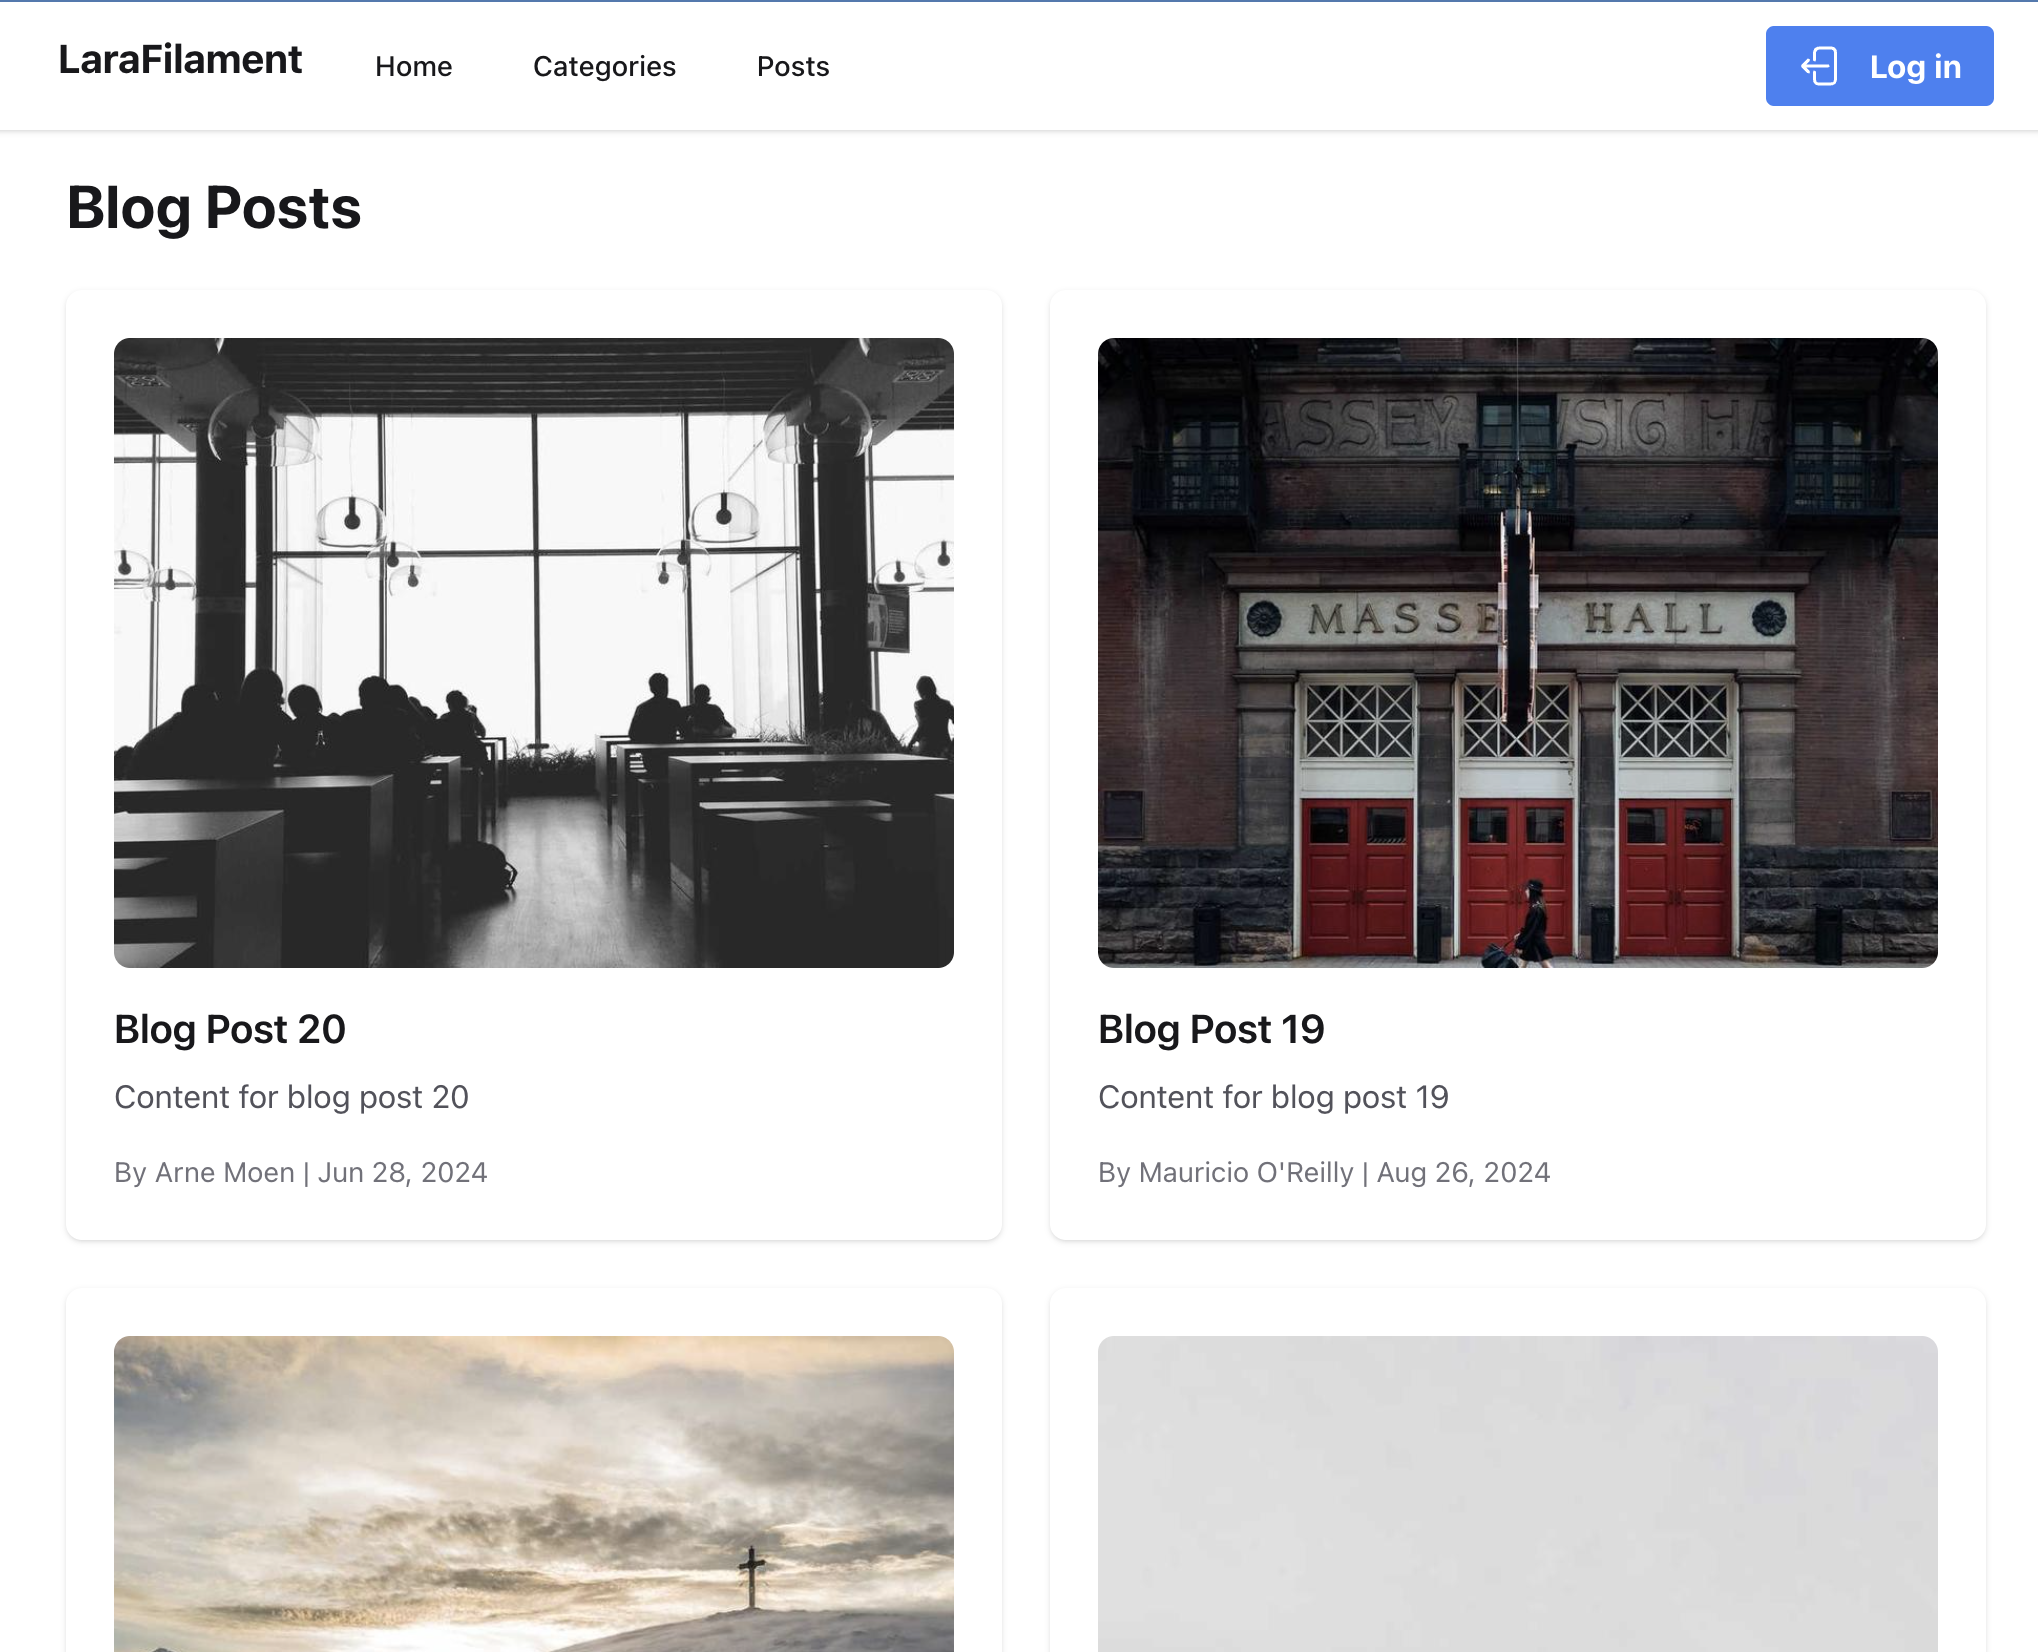 LaraFilament Home Categories Posts Log in
Blog Posts
ASSEY USIG HA
MASSEY HALL
Blog Post 20
Content for blog post 20
By Arne Moen | Jun 28, 2024
Blog Post 19
Content for blog post 19
By Mauricio O'Reilly | Aug 26, 2024